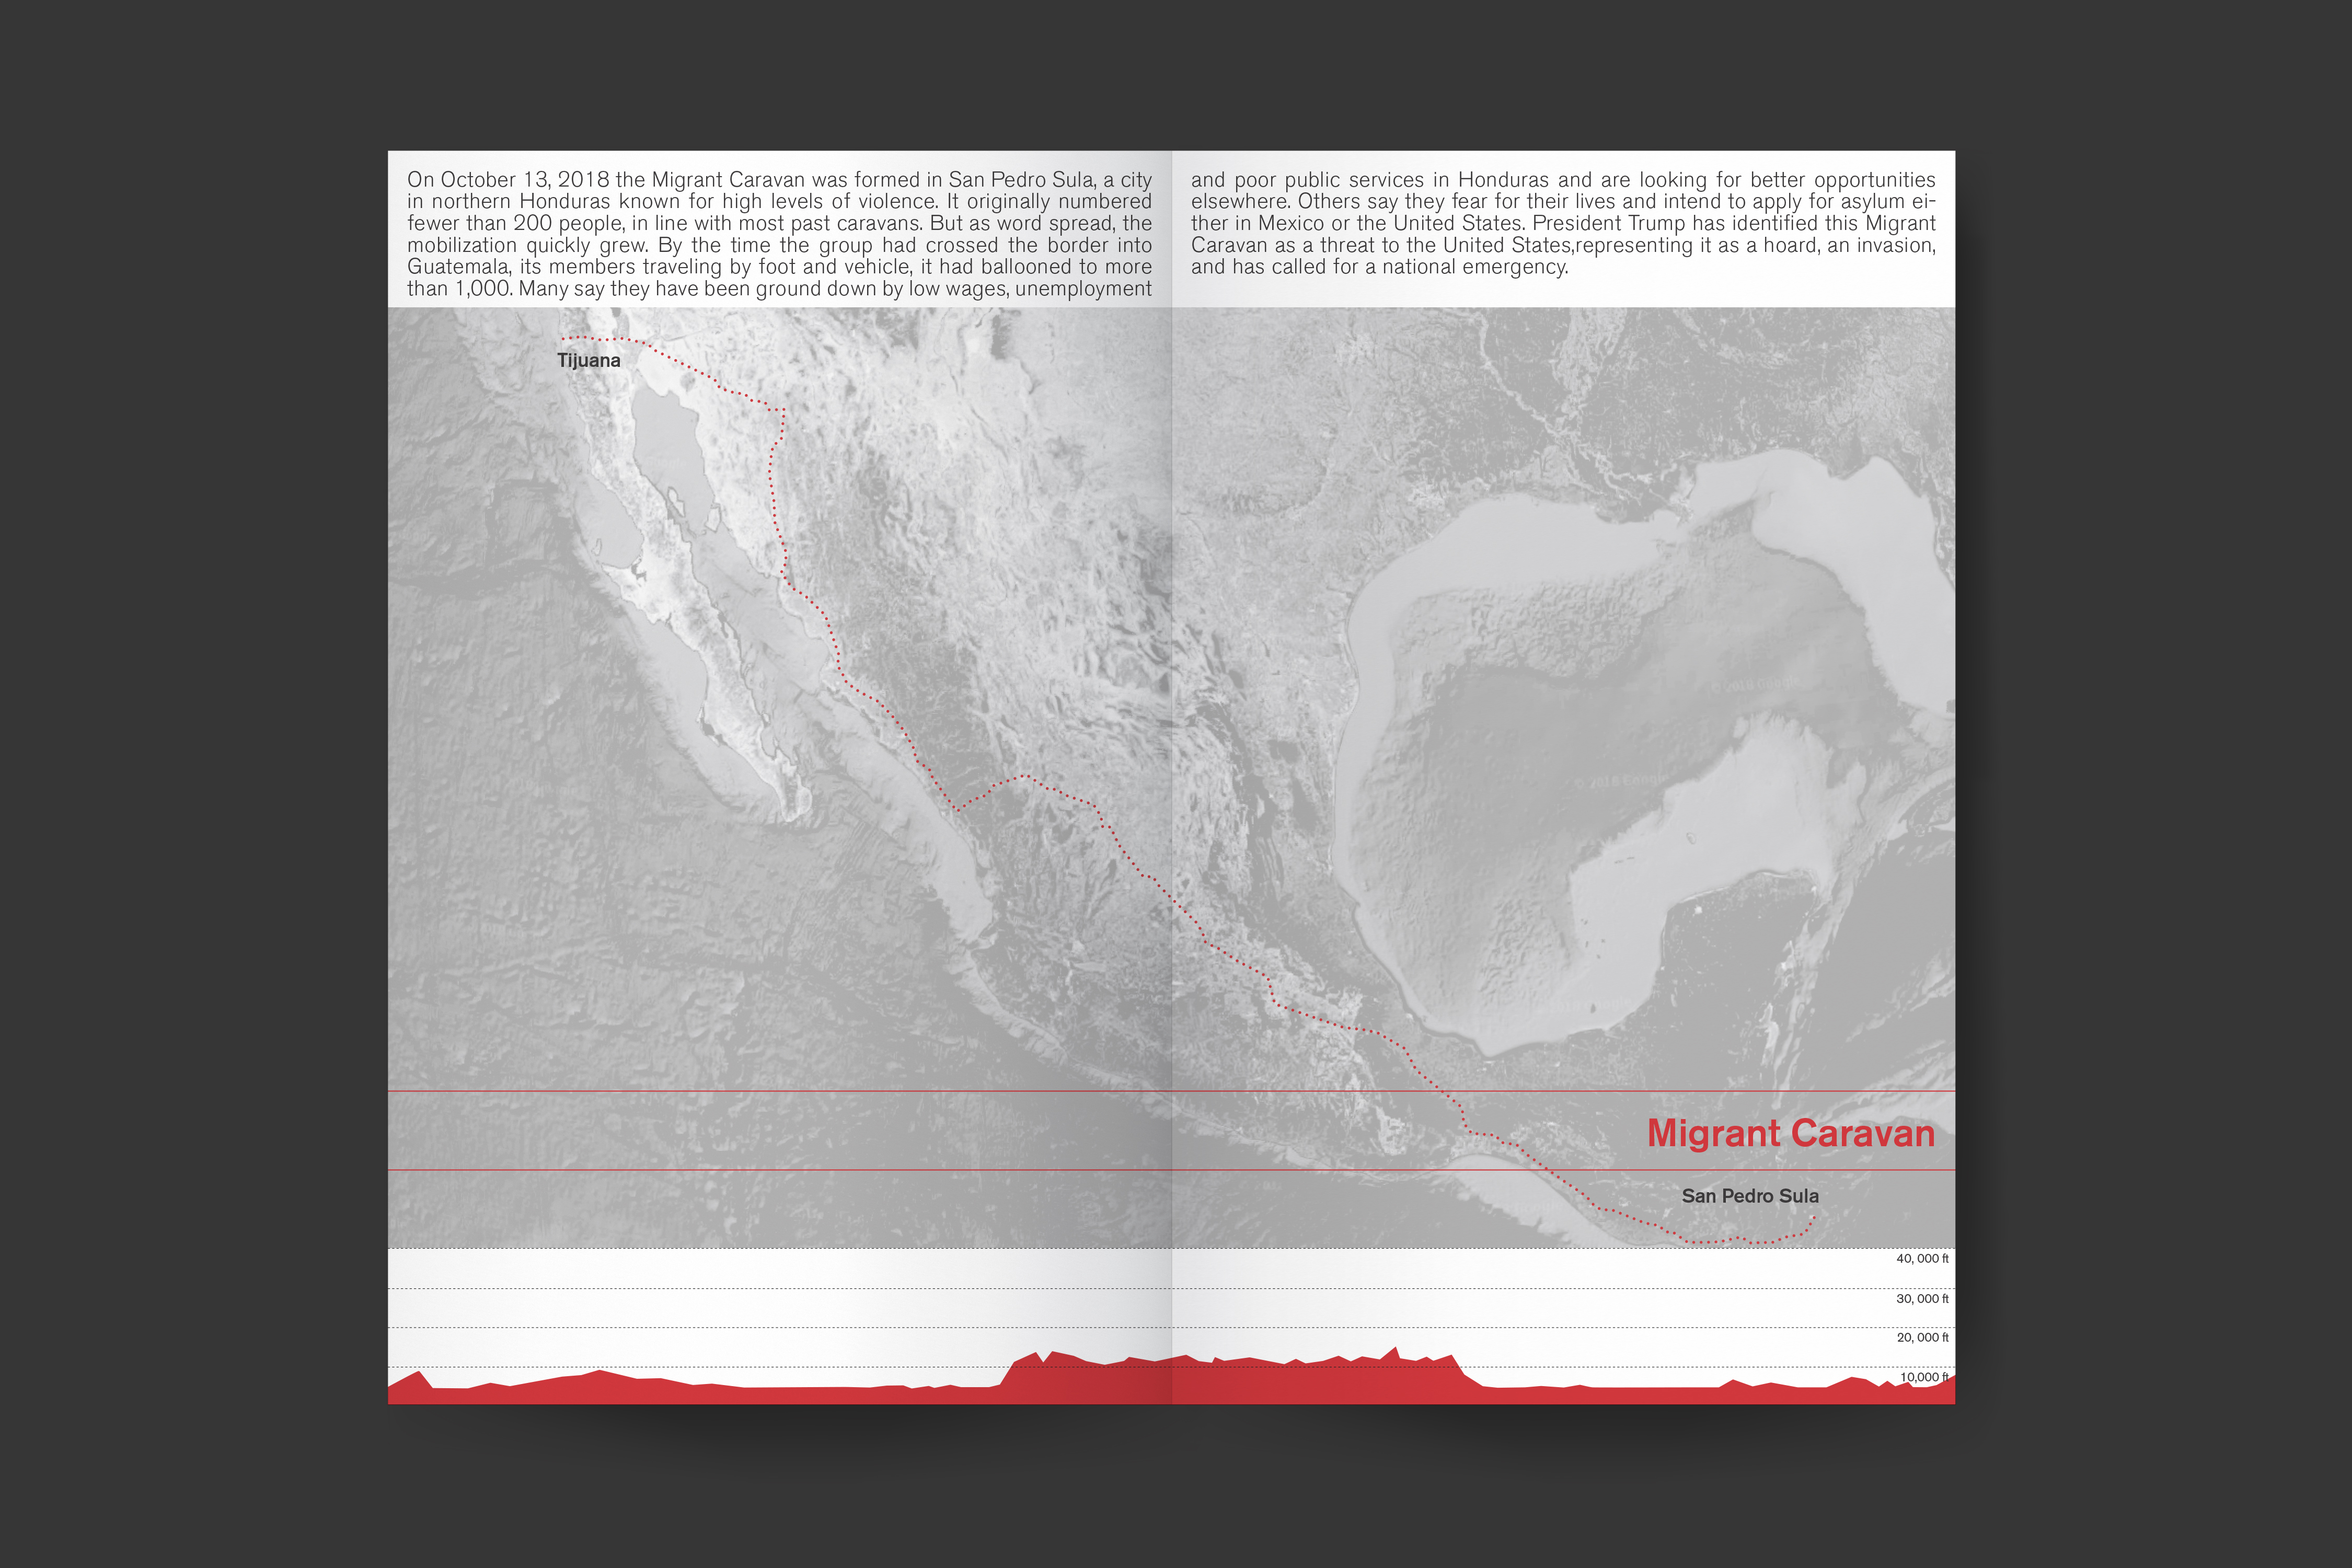 On October 13, 2018 the Migrant Caravan was formed in San Pedro Sula, a city
in northern Honduras known for high levels of violence. It originally numbered
fewer than 200 people, in line with most past caravans. But as word spread, the
mobilization quickly grew. By the time the group had crossed the border into
Guatemala, its members traveling by foot and vehicle, it had ballooned to more
than 1,000. Many say they have been ground down by low wages, unemployment
and poor public services in Honduras and are looking for better opportunities
elsewhere. Others say they fear for their lives and intend to apply for asylum ei-
ther in Mexico or the United States. President Trump has identified this Migrant
Caravan as a threat to the United States,representing it as a hoard, an invasion,
and has called for a national emergency.
Tijuana
© 2018 Google
© 2018 Google
Migrant Caravan
San Pedro Sula
40, 000 ft
30, 000 ft
20, 000 ft
10,000 ft